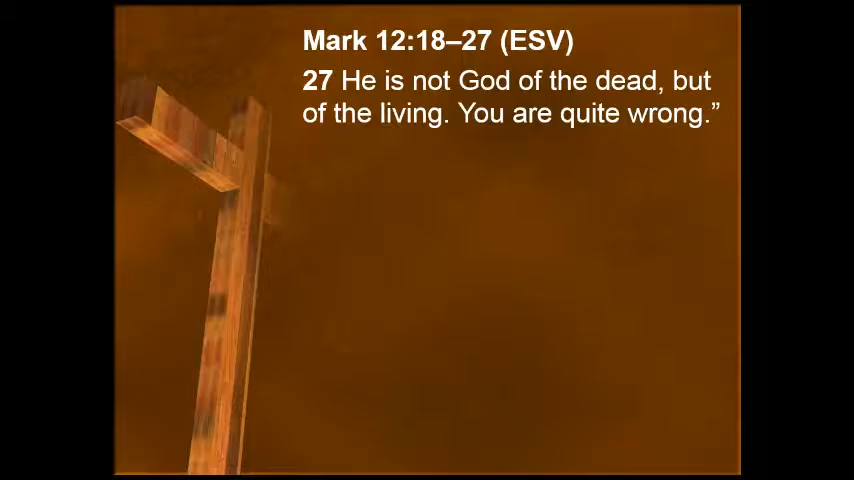 Mark 12:18–27 (ESV)
27 He is not God of the dead, but
of the living. You are quite wrong.”